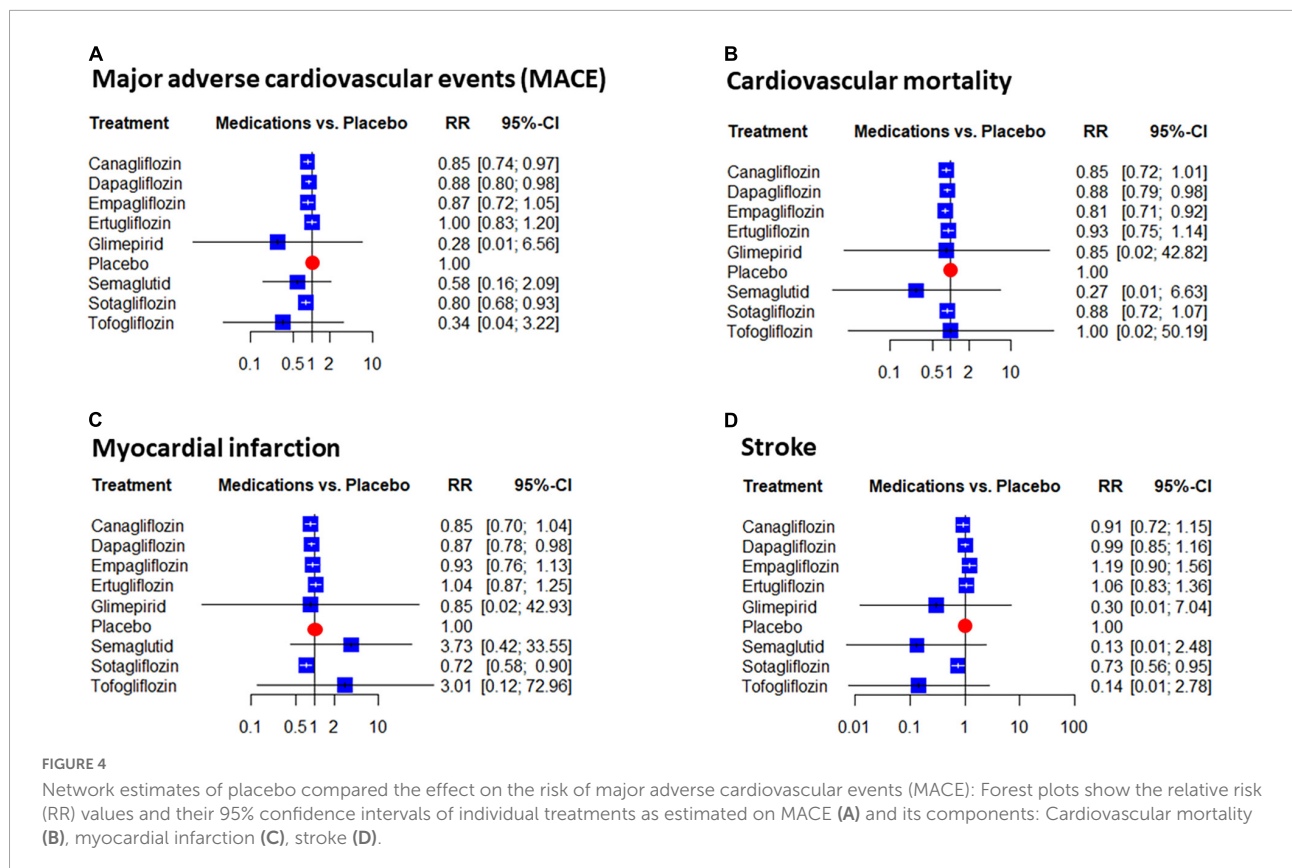 A
Major adverse cardiovascular events (MACE)
Treatment Medications vs. Placebo RR 95%-CI
Canagliflozin 0.85 [0.74; 0.97]
Dapagliflozin 0.88 [0.80; 0.98]
Empagliflozin 0.87 [0.72; 1.05]
Ertugliflozin 1.00 [0.83; 1.20]
Glimepirid 0.28 [0.01; 6.56]
Placebo 1.00
Semaglutid 0.58 [0.16; 2.09]
Sotagliflozin 0.80 [0.68; 0.93]
Tofogliflozin 0.34 [0.04; 3.22]
0.1 0.5 1 2 10
B
Cardiovascular mortality
Treatment Medications vs. Placebo RR 95%-CI
Canagliflozin 0.85 [0.72; 1.01]
Dapagliflozin 0.88 [0.79; 0.98]
Empagliflozin 0.81 [0.71; 0.92]
Ertugliflozin 0.93 [0.75; 1.14]
Glimepirid 0.85 [0.02; 42.82]
Placebo 1.00
Semaglutid 0.27 [0.01; 6.63]
Sotagliflozin 0.88 [0.72; 1.07]
Tofogliflozin 1.00 [0.02; 50.19]
0.1 0.5 1 2 10
C
Myocardial infarction
Treatment Medications vs. Placebo RR 95%-CI
Canagliflozin 0.85 [0.70; 1.04]
Dapagliflozin 0.87 [0.78; 0.98]
Empagliflozin 0.93 [0.76; 1.13]
Ertugliflozin 1.04 [0.87; 1.25]
Glimepirid 0.85 [0.02; 42.93]
Placebo 1.00
Semaglutid 3.73 [0.42; 33.55]
Sotagliflozin 0.72 [0.58; 0.90]
Tofogliflozin 3.01 [0.12; 72.96]
0.1 0.5 1 2 10
D
Stroke
Treatment Medications vs. Placebo RR 95%-CI
Canagliflozin 0.91 [0.72; 1.15]
Dapagliflozin 0.99 [0.85; 1.16]
Empagliflozin 1.19 [0.90; 1.56]
Ertugliflozin 1.06 [0.83; 1.36]
Glimepirid 0.30 [0.01; 7.04]
Placebo 1.00
Semaglutid 0.13 [0.01; 2.48]
Sotagliflozin 0.73 [0.56; 0.95]
Tofogliflozin 0.14 [0.01; 2.78]
0.01 0.1 1 10 100
FIGURE 4
Network estimates of placebo compared the effect on the risk of major adverse cardiovascular events (MACE): Forest plots show the relative risk
(RR) values and their 95% confidence intervals of individual treatments as estimated on MACE (A) and its components: Cardiovascular mortality
(B), myocardial infarction (C), stroke (D).